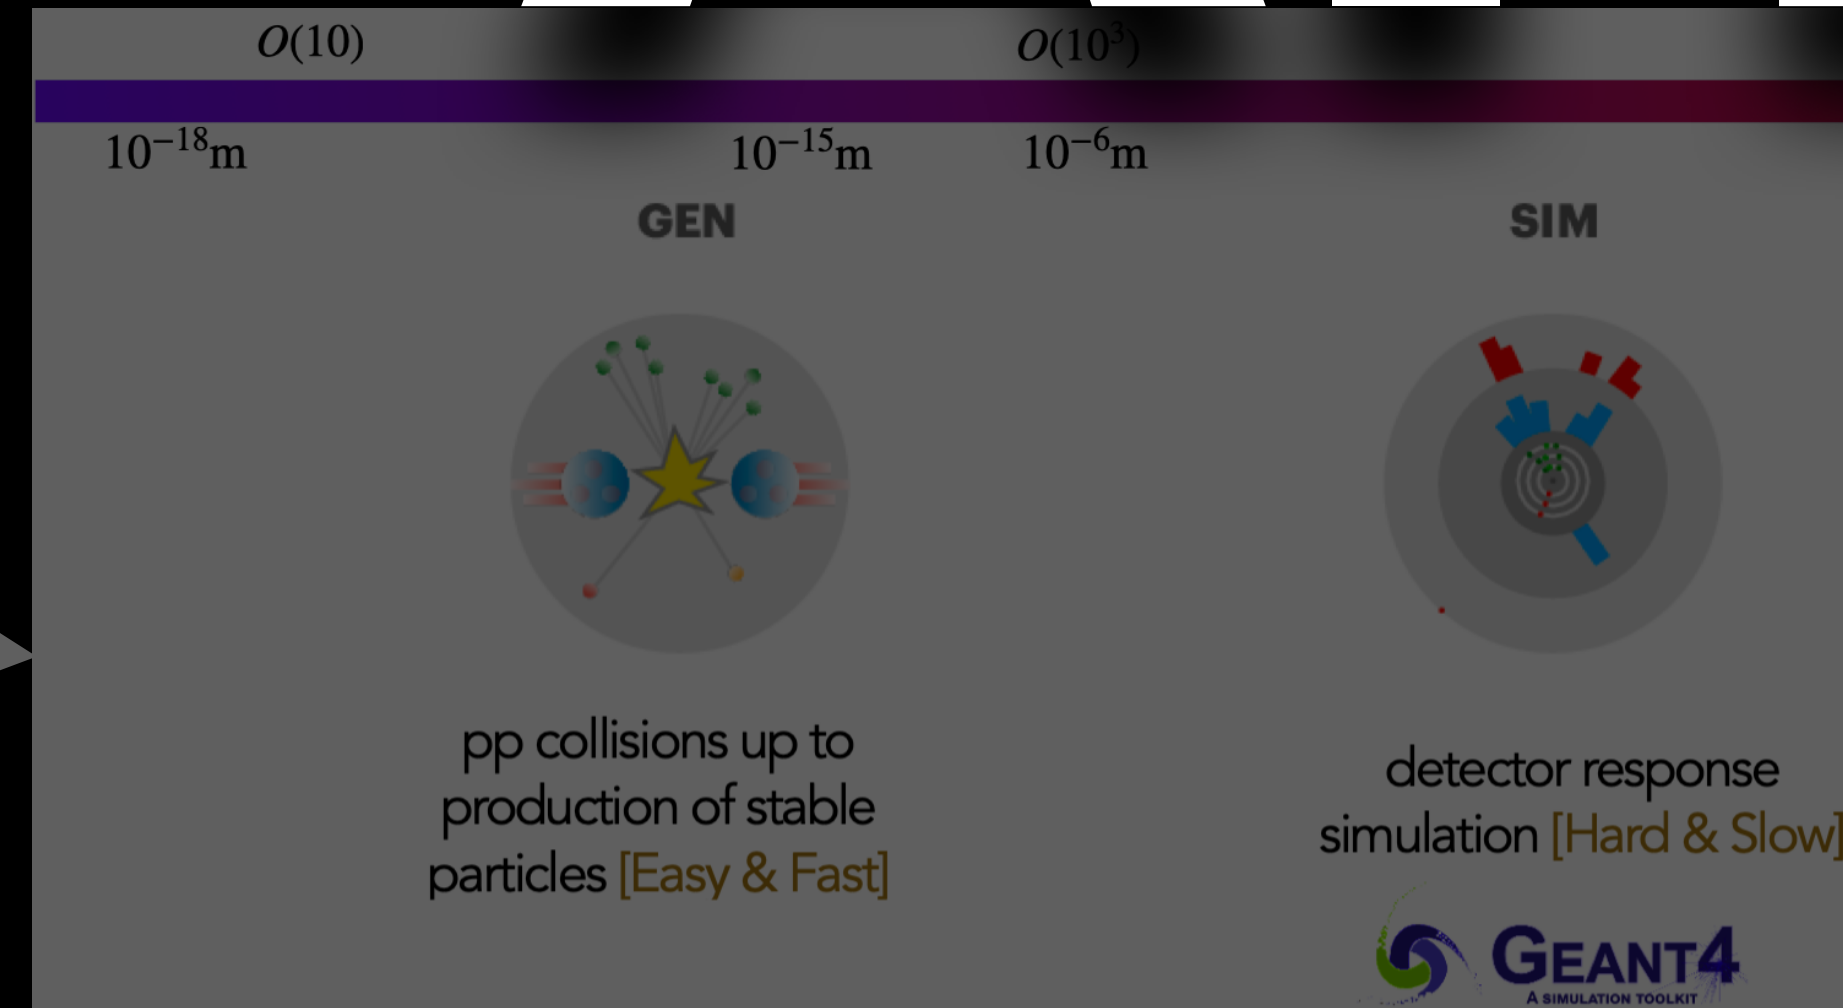 O(10) O(10³)
10⁻¹⁸m 10⁻¹⁵m 10⁻⁶m
GEN SIM
pp collisions up to
production of stable
particles [Easy & Fast]
detector response
simulation [Hard & Slow]
GEANT4
A SIMULATION TOOLKIT